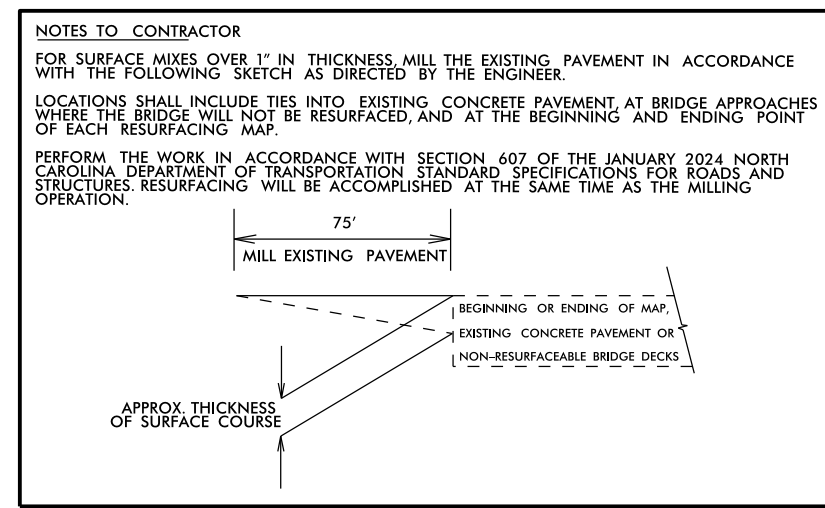 NOTES TO CONTRACTOR
FOR SURFACE MIXES OVER 1" IN THICKNESS, MILL THE EXISTING PAVEMENT IN ACCORDANCE
WITH THE FOLLOWING SKETCH AS DIRECTED BY THE ENGINEER.
LOCATIONS SHALL INCLUDE TIES INTO EXISTING CONCRETE PAVEMENT, AT BRIDGE APPROACHES
WHERE THE BRIDGE WILL NOT BE RESURFACED, AND AT THE BEGINNING AND ENDING POINT
OF EACH RESURFACING MAP.
PERFORM THE WORK IN ACCORDANCE WITH SECTION 607 OF THE JANUARY 2024 NORTH
CAROLINA DEPARTMENT OF TRANSPORTATION STANDARD SPECIFICATIONS FOR ROADS AND
STRUCTURES. RESURFACING WILL BE ACCOMPLISHED AT THE SAME TIME AS THE MILLING
OPERATION.
75'
MILL EXISTING PAVEMENT
BEGINNING OR ENDING OF MAP,
EXISTING CONCRETE PAVEMENT OR
NON-RESURFACEABLE BRIDGE DECKS
APPROX. THICKNESS
OF SURFACE COURSE